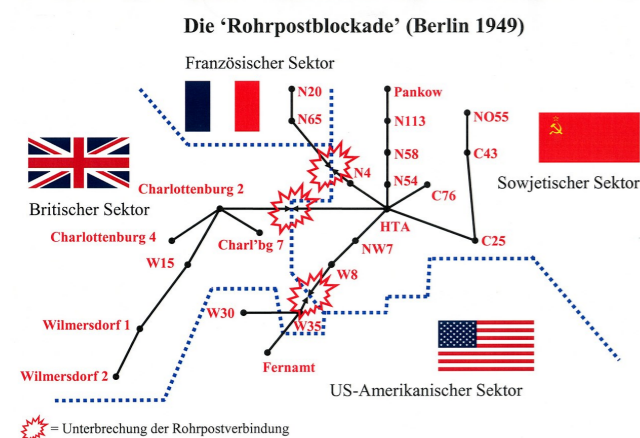 Die ‘Rohrpostblockade’ (Berlin 1949)
Französischer Sektor
N20
Pankow
N65
N113
NO55
N58
C43
N4
N54
C76
Sowjetischer Sektor
Charlottenburg 2
Britischer Sektor
HTA
Charlottenburg 4
Charl’bg 7
NW7
C25
W15
W8
W30
W35
Wilmersdorf 1
Fernamt
Wilmersdorf 2
US-Amerikanischer Sektor
= Unterbrechung der Rohrpostverbindung